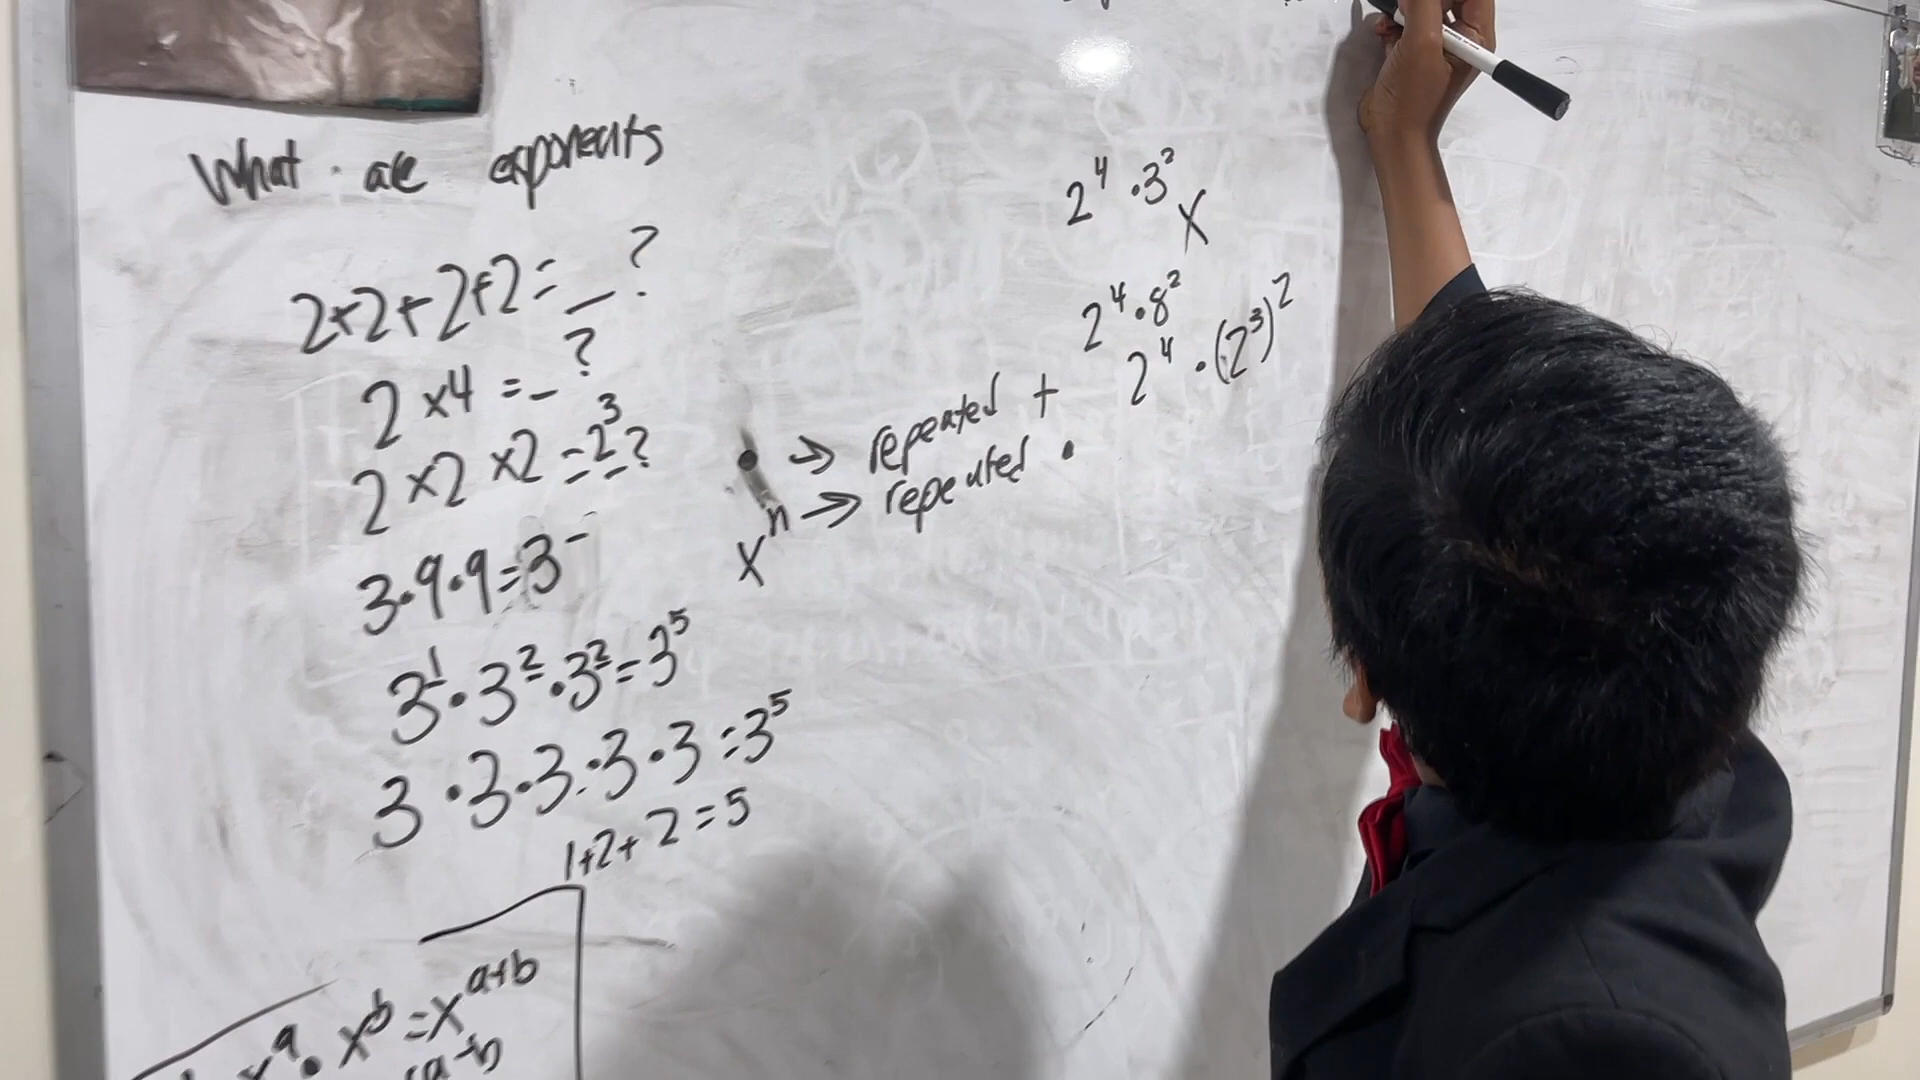 What are exponents
2+2+2+2=_?
2×4=_?
2×2×2=2³?
3·9·9=3⁻
3¹·3²·3²=3⁵
3·3·3·3·3=3⁵
1+2+2=5
xᵃ·xᵇ=xᵃ⁺ᵇ
a-b
• → repeated +
xⁿ → repeated •
2⁴·3²
X
2⁴·8²
2⁴·(2³)²